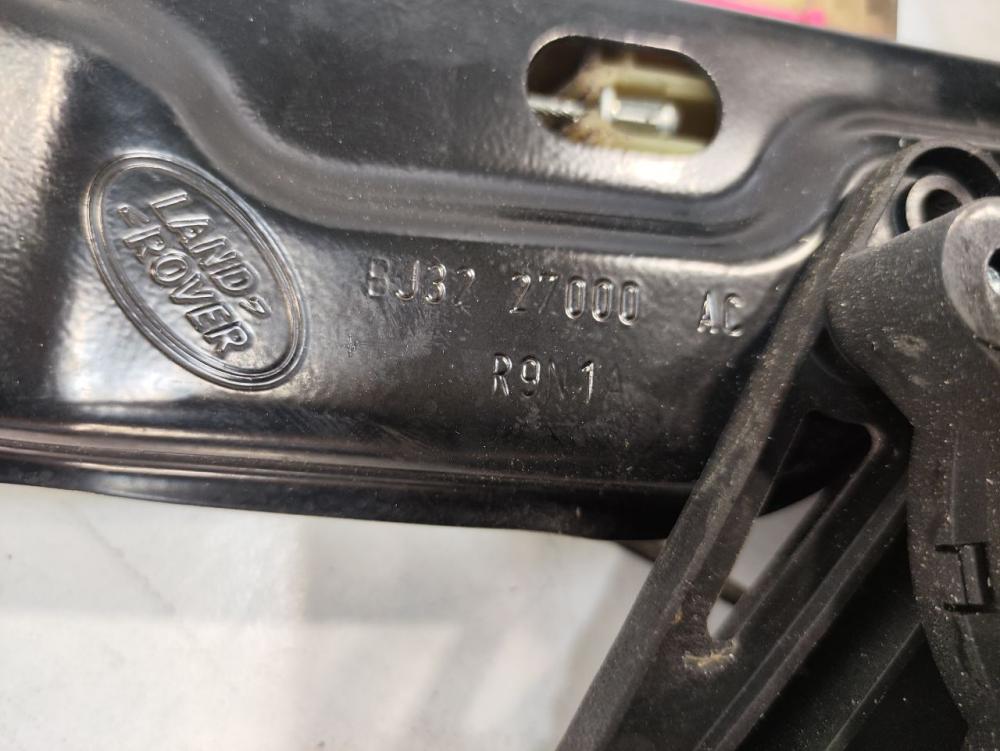 LAND
ROVER
BJ32 27000 AC
R9N1A